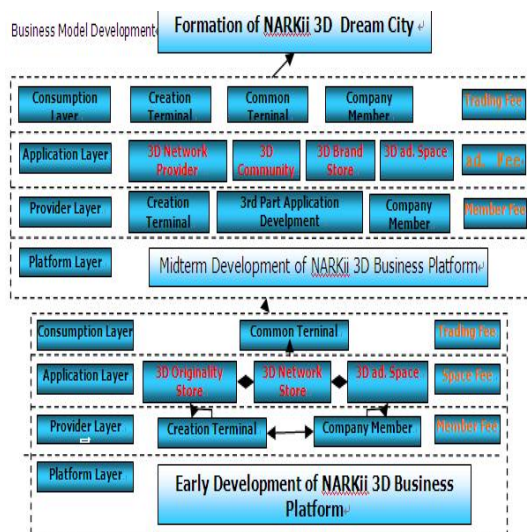 Business Model Development
Formation of NARKii 3D Dream City
Consumption Layer
Creation Terminal
Common Terninal
Company Member
Trading Fee
Application Layer
3D Network Provider
3D Community
3D Brand Store
3D ad. Space
ad. Fee
Provider Layer
Creation Terminal
3rd Part Application Develpment
Company Member
Member Fee
Platform Layer
Midterm Development of NARKii 3D Business Platform
Consumption Layer
Common Terninal
Trading Fee
Application Layer
3D Originality Store
3D Network Store
3D ad. Space
Space Fee
Provider Layer
Creation Terminal
Company Member
Member Fee
Platform Layer
Early Development of NARKii 3D Business
Platform